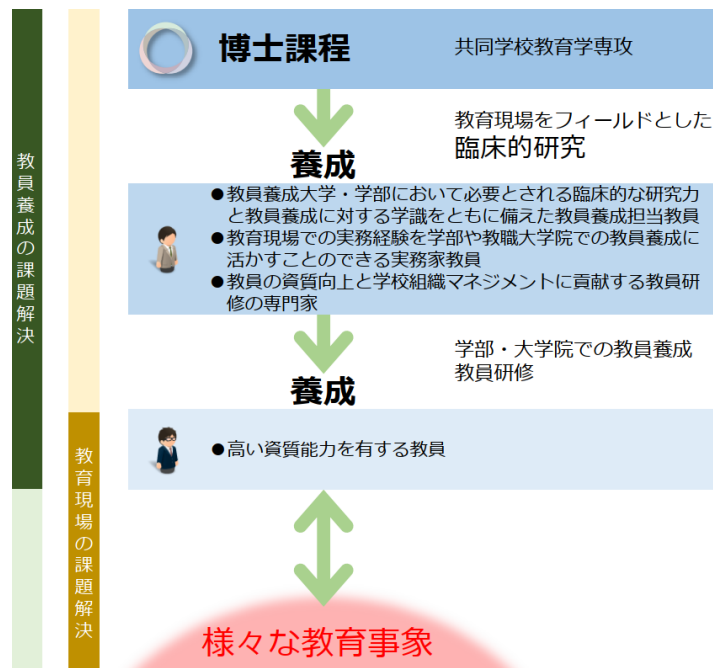 博士課程
共同学校教育学専攻
教育現場をフィールドとした
臨床的研究
養成
●教員養成大学・学部において必要とされる臨床的な研究力
と教員養成に対する学識をともに備えた教員養成担当教員
●教育現場での実務経験を学部や教職大学院での教員養成に
活かすことのできる実務家教員
●教員の資質向上と学校組織マネジメントに貢献する教員研
修の専門家
学部・大学院での教員養成
教員研修
養成
●高い資質能力を有する教員
様々な教育事象
教員養成の課題解決
教育現場の課題解決